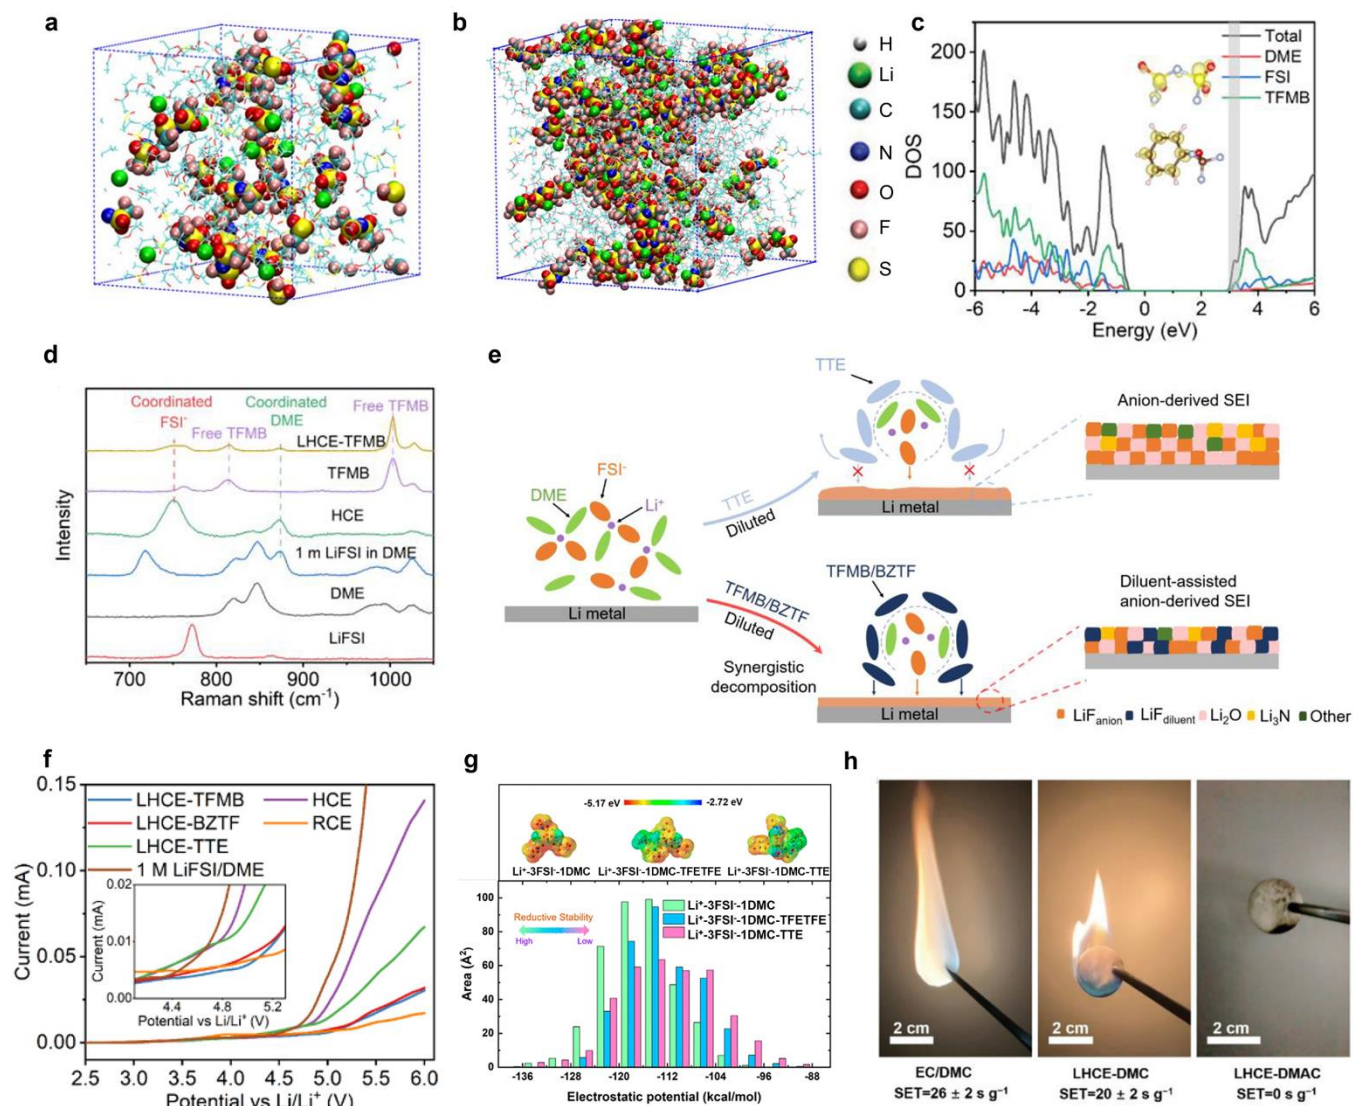 a
b
H
Li
C
N
O
F
S
c
200
150
100
50
0
DOS
Total
DME
FSI
TFMB
-6 -4 -2 0 2 4 6
Energy (eV)
d
Coordinated
FSI⁻
Free TFMB
Coordinated
DME
Free TFMB
LHCE-TFMB
TFMB
HCE
1 m LiFSI in DME
DME
LiFSI
Intensity
700 800 900 1000
Raman shift (cm⁻¹)
e
DME
FSI⁻
Li⁺
Li metal
TTE
Diluted
TFMB/BZTF
Diluted
Synergistic
decomposition
TTE
Li metal
Anion-derived SEI
TFMB/BZTF
Li metal
Diluent-assisted
anion-derived SEI
LiFanion LiFdiluent Li₂O Li₃N Other
f
0.15
0.10
0.05
0.00
Current (mA)
LHCE-TFMB HCE
LHCE-BZTF RCE
LHCE-TTE
1 M LiFSI/DME
0.02
0.01
0.00
Current (mA)
4.4 4.8 5.2
Potential vs Li/Li⁺ (V)
2.5 3.0 3.5 4.0 4.5 5.0 5.5 6.0
Potential vs Li/Li⁺ (V)
g
-5.17 eV -2.72 eV
Li⁺-3FSI⁻-1DMC Li⁺-3FSI⁻-1DMC-TFETFE Li⁺-3FSI⁻-1DMC-TTE
100
80
60
40
20
0
Area (Å²)
Reductive Stability
High Low
Li⁺-3FSI⁻-1DMC
Li⁺-3FSI⁻-1DMC-TFETFE
Li⁺-3FSI⁻-1DMC-TTE
-136 -128 -120 -112 -104 -96 -88
Electrostatic potential (kcal/mol)
h
2 cm
2 cm
2 cm
EC/DMC
SET=26 ± 2 s g⁻¹
LHCE-DMC
SET=20 ± 2 s g⁻¹
LHCE-DMAC
SET=0 s g⁻¹